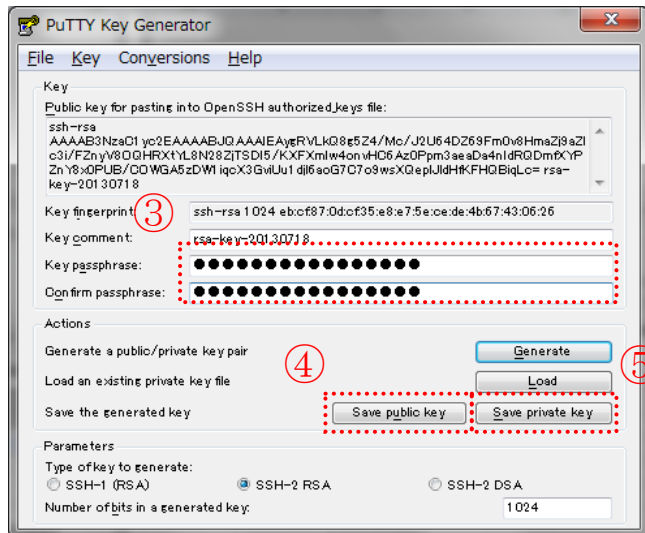 PuTTY Key Generator
File Key Conversions Help
Key
Public key for pasting into OpenSSH authorized_keys file:
ssh-rsa
AAAAB3NzaC1yc2EAAAABJQAAAIEAygRVLkQ8g5Z4/Mc/J2U64DZ69Fm0v8HmaZj9aZl
c3i/FZnyV8OQHRXtYL8N28ZjTSDI5/KXFXmIw4onvHC6Az0Ppm3aeaDa4nIdRQDmfXYP
ZnY8x0PUB/COWGA5zDW1iqcX3GviUu1djl6aoG7C7o9wsXQeplJldHfKFHQBiqLc= rsa-
key-20130718
Key fingerprint:
③
ssh-rsa 1024 eb:cf:87:0d:cf:35:e8:e7:5e:ce:de:4b:67:43:06:26
Key comment: rsa-key-20130718
Key passphrase: ●●●●●●●●●●●●●●●●
Confirm passphrase: ●●●●●●●●●●●●●●●●
Actions
Generate a public/private key pair Generate
④ ⑤
Load an existing private key file Load
Save the generated key Save public key Save private key
Parameters
Type of key to generate:
SSH-1 (RSA) SSH-2 RSA SSH-2 DSA
Number of bits in a generated key: 1024